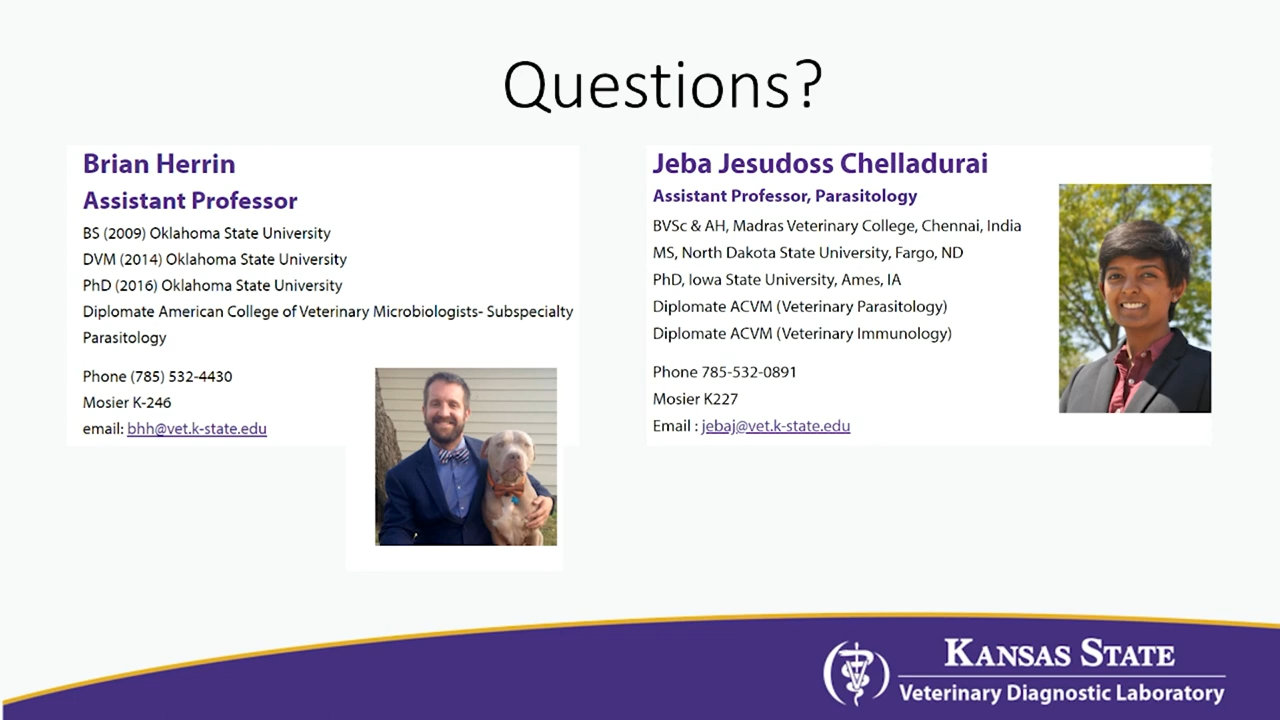 Questions?
Brian Herrin
Assistant Professor
BS (2009) Oklahoma State University
DVM (2014) Oklahoma State University
PhD (2016) Oklahoma State University
Diplomate American College of Veterinary Microbiologists- Subspecialty
Parasitology
Phone (785) 532-4430
Mosier K-246
email: bhh@vet.k-state.edu
Jeba Jesudoss Chelladurai
Assistant Professor, Parasitology
BVSc & AH, Madras Veterinary College, Chennai, India
MS, North Dakota State University, Fargo, ND
PhD, Iowa State University, Ames, IA
Diplomate ACVM (Veterinary Parasitology)
Diplomate ACVM (Veterinary Immunology)
Phone 785-532-0891
Mosier K227
Email : jebaj@vet.k-state.edu
KANSAS STATE
Veterinary Diagnostic Laboratory